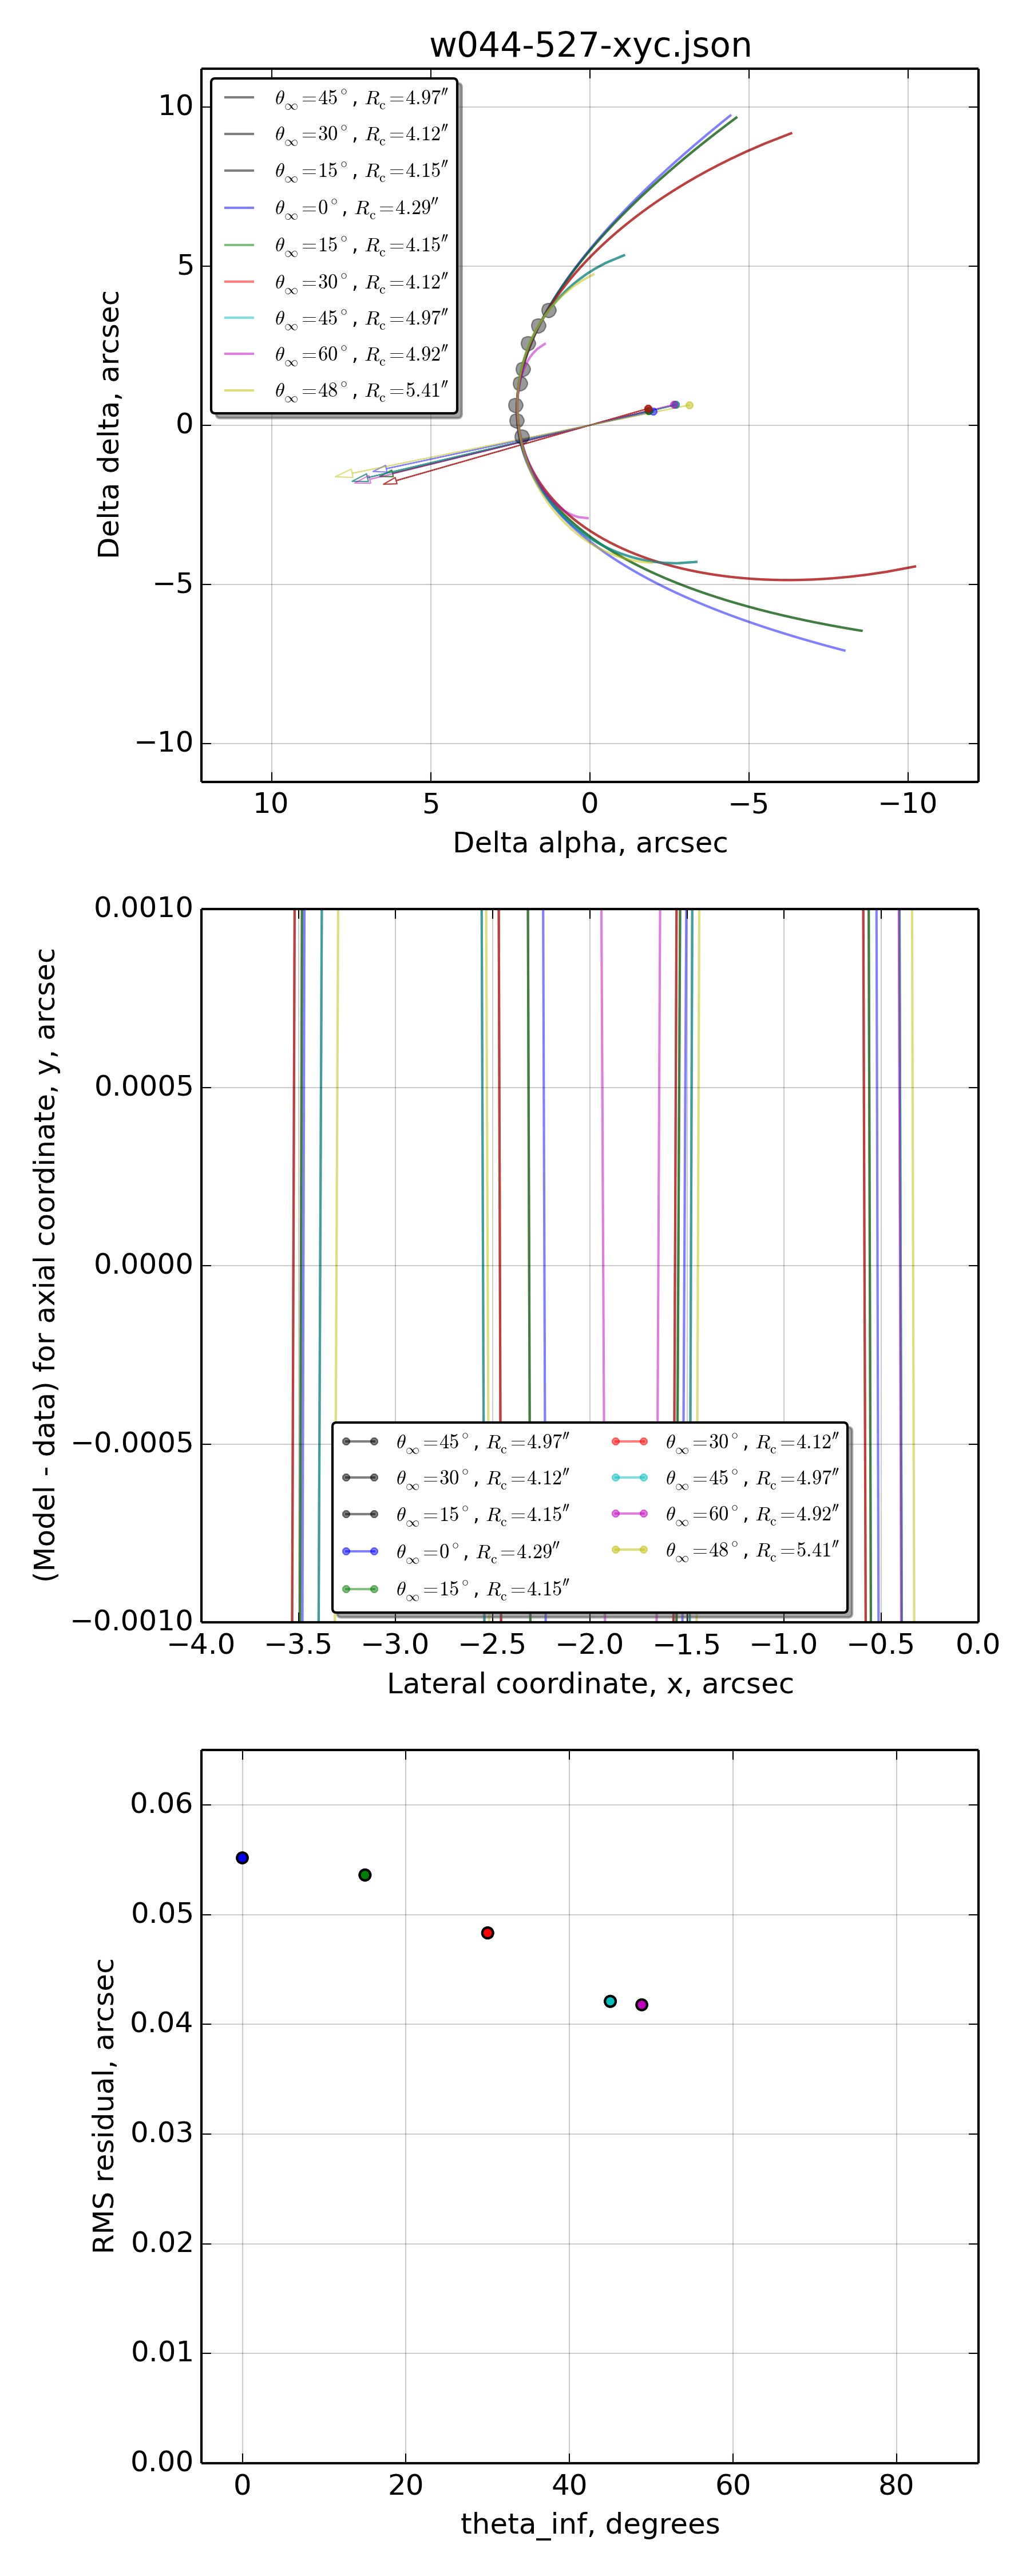 w044-527-xyc.json
θ∞=45°, Rc=4.97″
θ∞=30°, Rc=4.12″
θ∞=15°, Rc=4.15″
θ∞=0°, Rc=4.29″
θ∞=15°, Rc=4.15″
θ∞=30°, Rc=4.12″
θ∞=45°, Rc=4.97″
θ∞=60°, Rc=4.92″
θ∞=48°, Rc=5.41″
10
5
0
−5
−10
Delta delta, arcsec
10 5 0 −5 −10
Delta alpha, arcsec
0.0010
0.0005
0.0000
−0.0005
−0.0010
(Model - data) for axial coordinate, y, arcsec
θ∞=45°, Rc=4.97″
θ∞=30°, Rc=4.12″
θ∞=15°, Rc=4.15″
θ∞=0°, Rc=4.29″
θ∞=15°, Rc=4.15″
θ∞=30°, Rc=4.12″
θ∞=45°, Rc=4.97″
θ∞=60°, Rc=4.92″
θ∞=48°, Rc=5.41″
−4.0 −3.5 −3.0 −2.5 −2.0 −1.5 −1.0 −0.5 0.0
Lateral coordinate, x, arcsec
0.06
0.05
0.04
0.03
0.02
0.01
0.00
RMS residual, arcsec
0 20 40 60 80
theta_inf, degrees